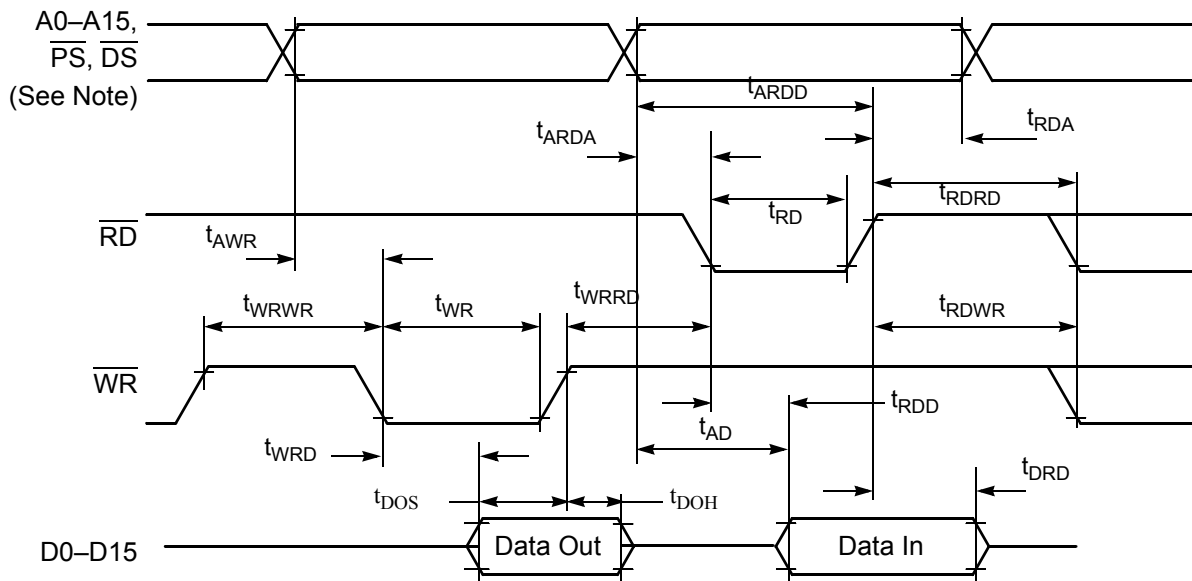 A0–A15,
PS, DS
(See Note)
tARDD
tRDA
tARDA
tRDRD
tRD
RD
tAWR
tWRWR
tWR
tWRRD
tRDWR
WR
tRDD
tAD
tWRD
tDRD
tDOS
tDOH
D0–D15
Data Out
Data In